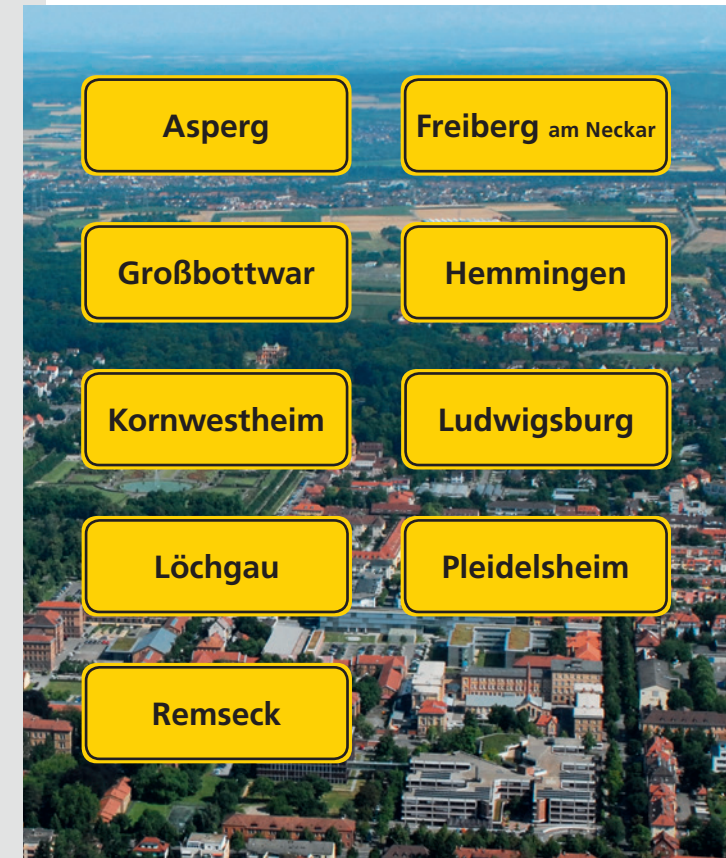 Asperg
Freiberg am Neckar
Großbottwar
Hemmingen
Kornwestheim
Ludwigsburg
Löchgau
Pleidelsheim
Remseck